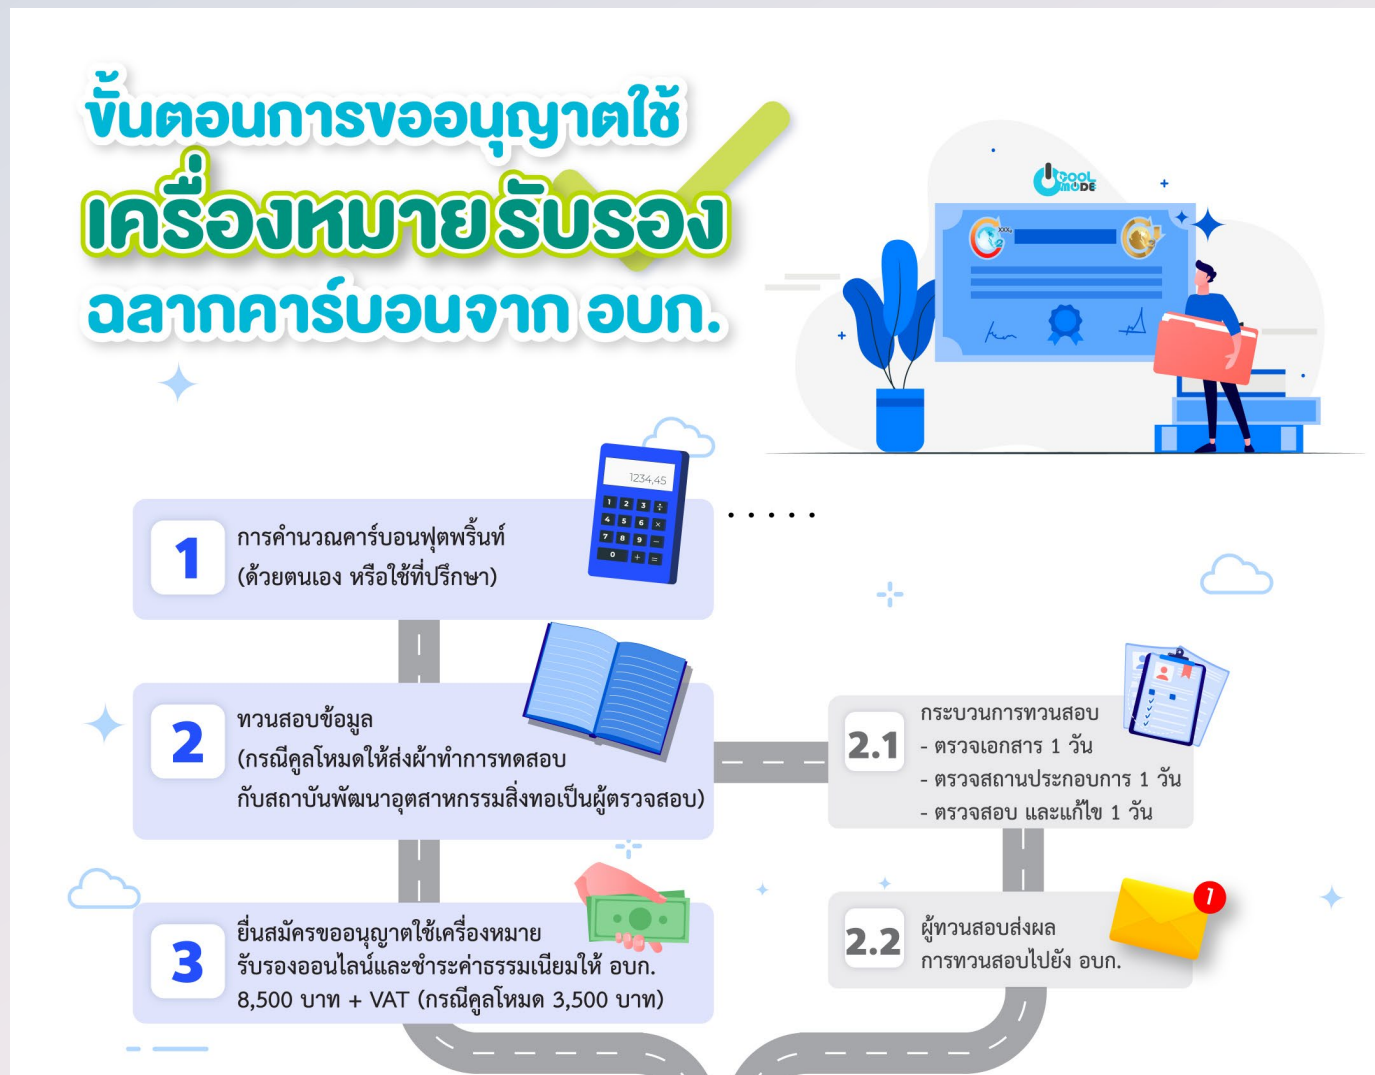 ขั้นตอนการขออนุญาตใช้
เครื่องหมายรับรอง
ฉลากคาร์บอนจาก อบก.
COOL
MODE
1234,45
1 2 3 ÷
4 5 6 ×
7 8 9 −
0 + =
1
การคำนวณคาร์บอนฟุตพริ้นท์
(ด้วยตนเอง หรือใช้ที่ปรึกษา)
.....
2
ทวนสอบข้อมูล
(กรณีคูลโหมดให้ส่งผ้าทำการทดสอบ
กับสถาบันพัฒนาอุตสาหกรรมสิ่งทอเป็นผู้ตรวจสอบ)
2.1
กระบวนการทวนสอบ
- ตรวจเอกสาร 1 วัน
- ตรวจสถานประกอบการ 1 วัน
- ตรวจสอบ และแก้ไข 1 วัน
3
ยื่นสมัครขออนุญาตใช้เครื่องหมาย
รับรองออนไลน์และชำระค่าธรรมเนียมให้ อบก.
8,500 บาท + VAT (กรณีคูลโหมด 3,500 บาท)
2.2
ผู้ทวนสอบส่งผล
การทวนสอบไปยัง อบก.
1